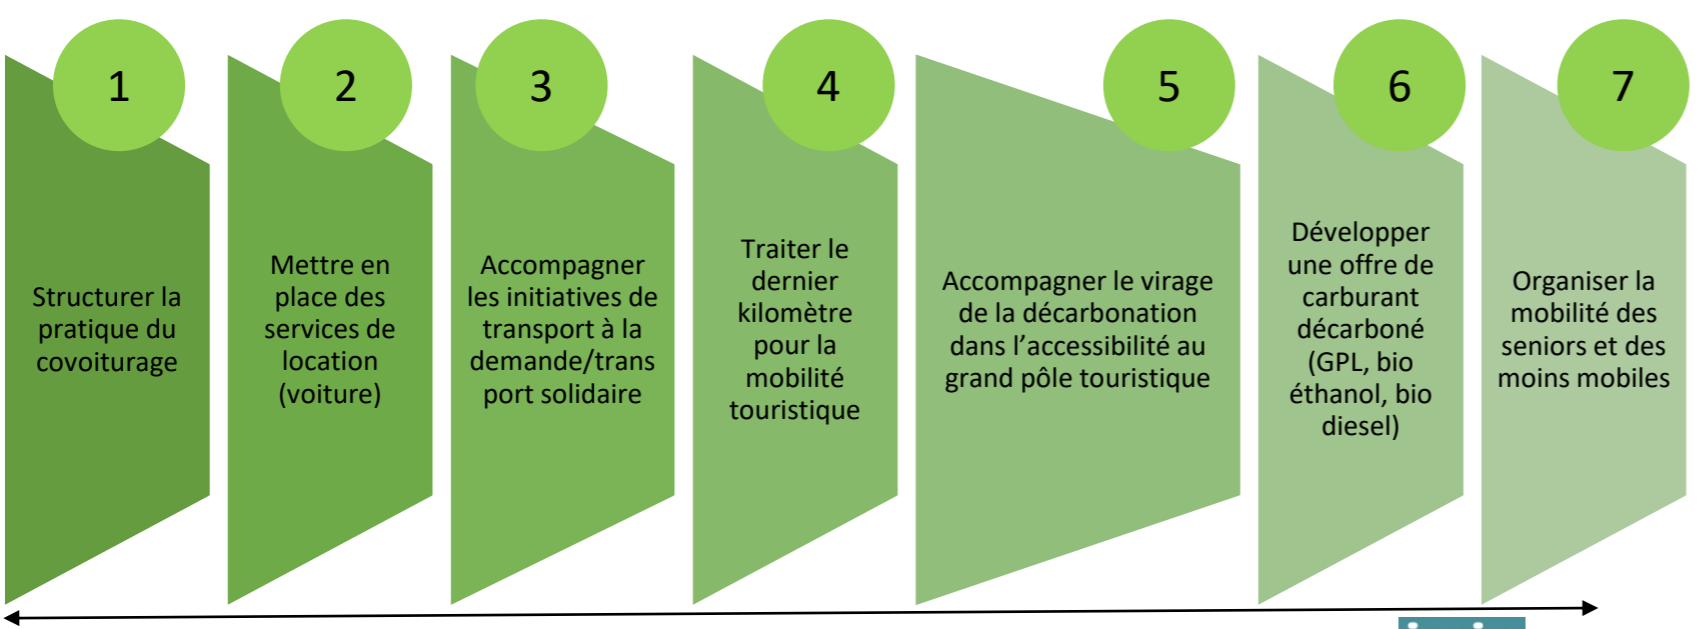 1
Structurer la
pratique du
covoiturage
2
Mettre en
place des
services de
location
(voiture)
3
Accompagner
les initiatives de
transport à la
demande/trans
port solidaire
4
Traiter le
dernier
kilomètre
pour la
mobilité
touristique
5
Accompagner le virage
de la décarbonation
dans l’accessibilité au
grand pôle touristique
6
Développer
une offre de
carburant
décarboné
(GPL, bio
éthanol, bio
diesel)
7
Organiser la
mobilité des
seniors et des
moins mobiles